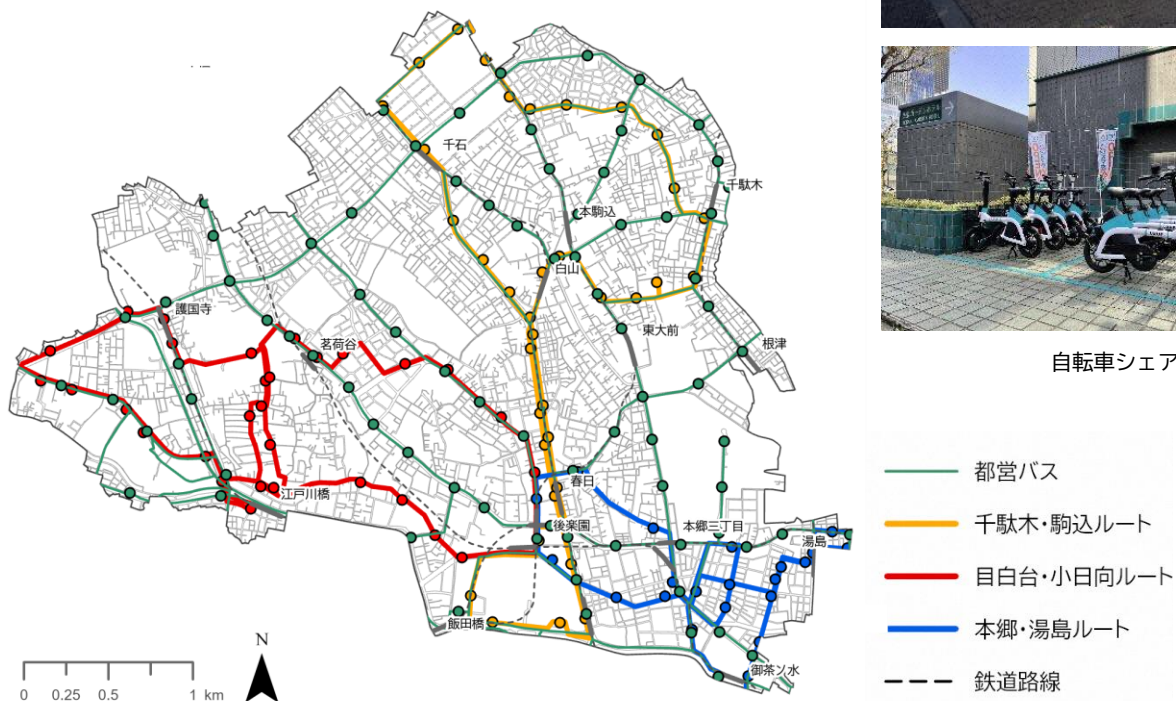 千石
千駄木
本駒込
白山
護国寺
茗荷谷
東大前
根津
江戸川橋
春日
後楽園
本郷三丁目
湯島
飯田橋
御茶ノ水
N
0 0.25 0.5 1 km
自転車シェア
都営バス
千駄木・駒込ルート
目白台・小日向ルート
本郷・湯島ルート
鉄道路線